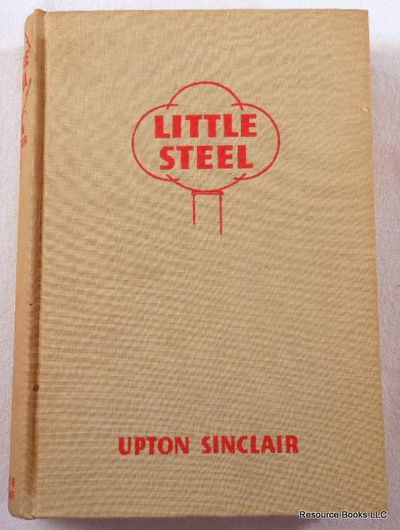 LITTLE
STEEL
UPTON SINCLAIR
Resource Books LLC